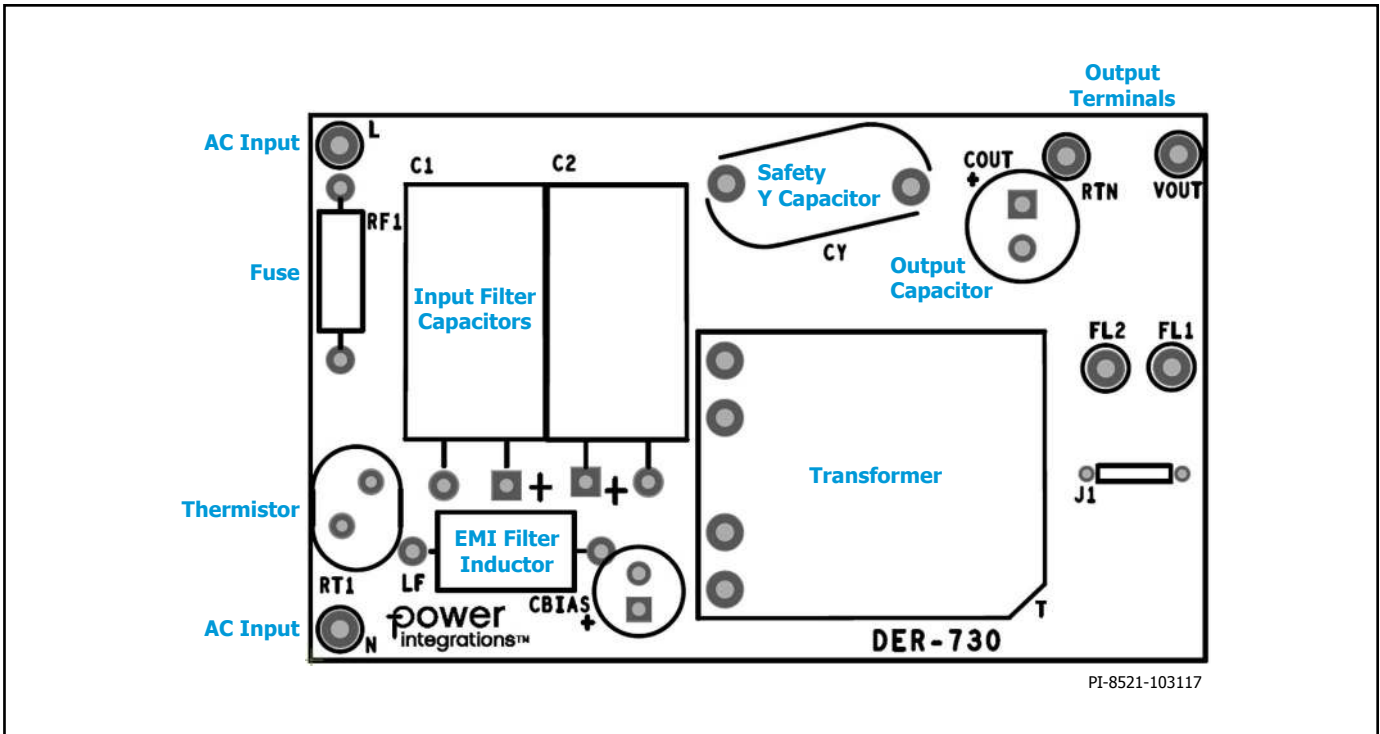 Output
Terminals
AC Input
L
C1
C2
COUT
+
RTN
VOUT
Safety
Y Capacitor
RF1
CY
Fuse
Output
Capacitor
Input Filter
Capacitors
FL2
FL1
Transformer
J1
+
+
Thermistor
EMI Filter
Inductor
RT1
LF
CBIAS
+
T
AC Input
N
power
integrations™
DER-730
PI-8521-103117